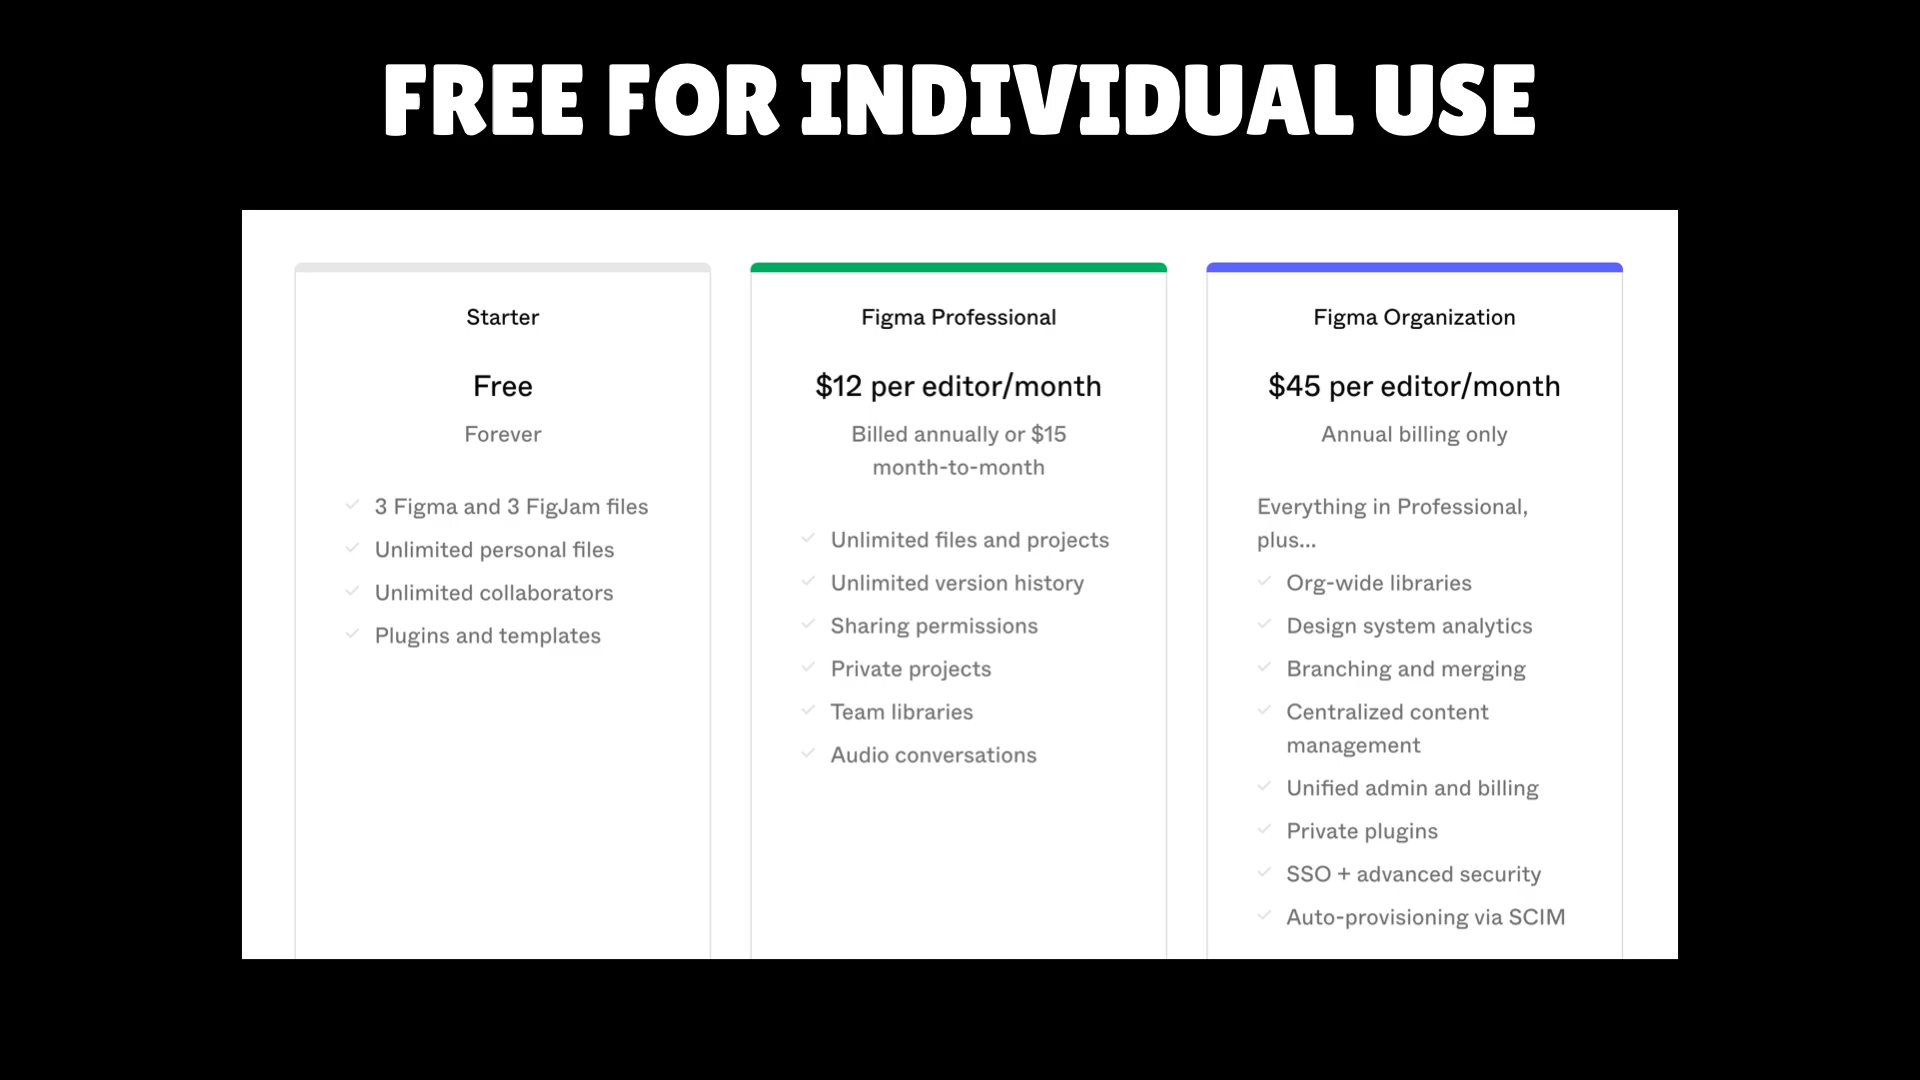 FREE FOR INDIVIDUAL USE
Starter
Free
Forever
3 Figma and 3 FigJam files
Unlimited personal files
Unlimited collaborators
Plugins and templates
Figma Professional
$12 per editor/month
Billed annually or $15
month-to-month
Unlimited files and projects
Unlimited version history
Sharing permissions
Private projects
Team libraries
Audio conversations
Figma Organization
$45 per editor/month
Annual billing only
Everything in Professional,
plus...
Org-wide libraries
Design system analytics
Branching and merging
Centralized content
management
Unified admin and billing
Private plugins
SSO + advanced security
Auto-provisioning via SCIM